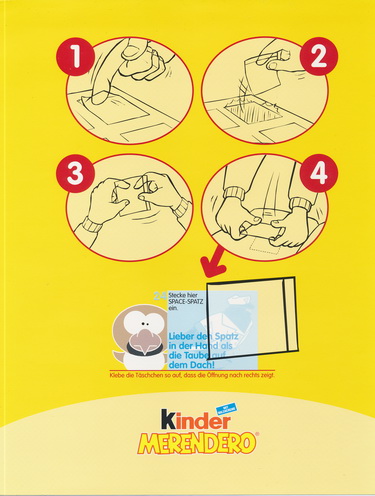 1
2
3
4
Stecke hier
SPACE-SPATZ
ein.
Lieber den Spatz
in der Hand als
die Taube auf
dem Dach!
Klebe die Täschchen so auf, dass die Öffnung nach rechts zeigt.
Kinder
MERENDERO®